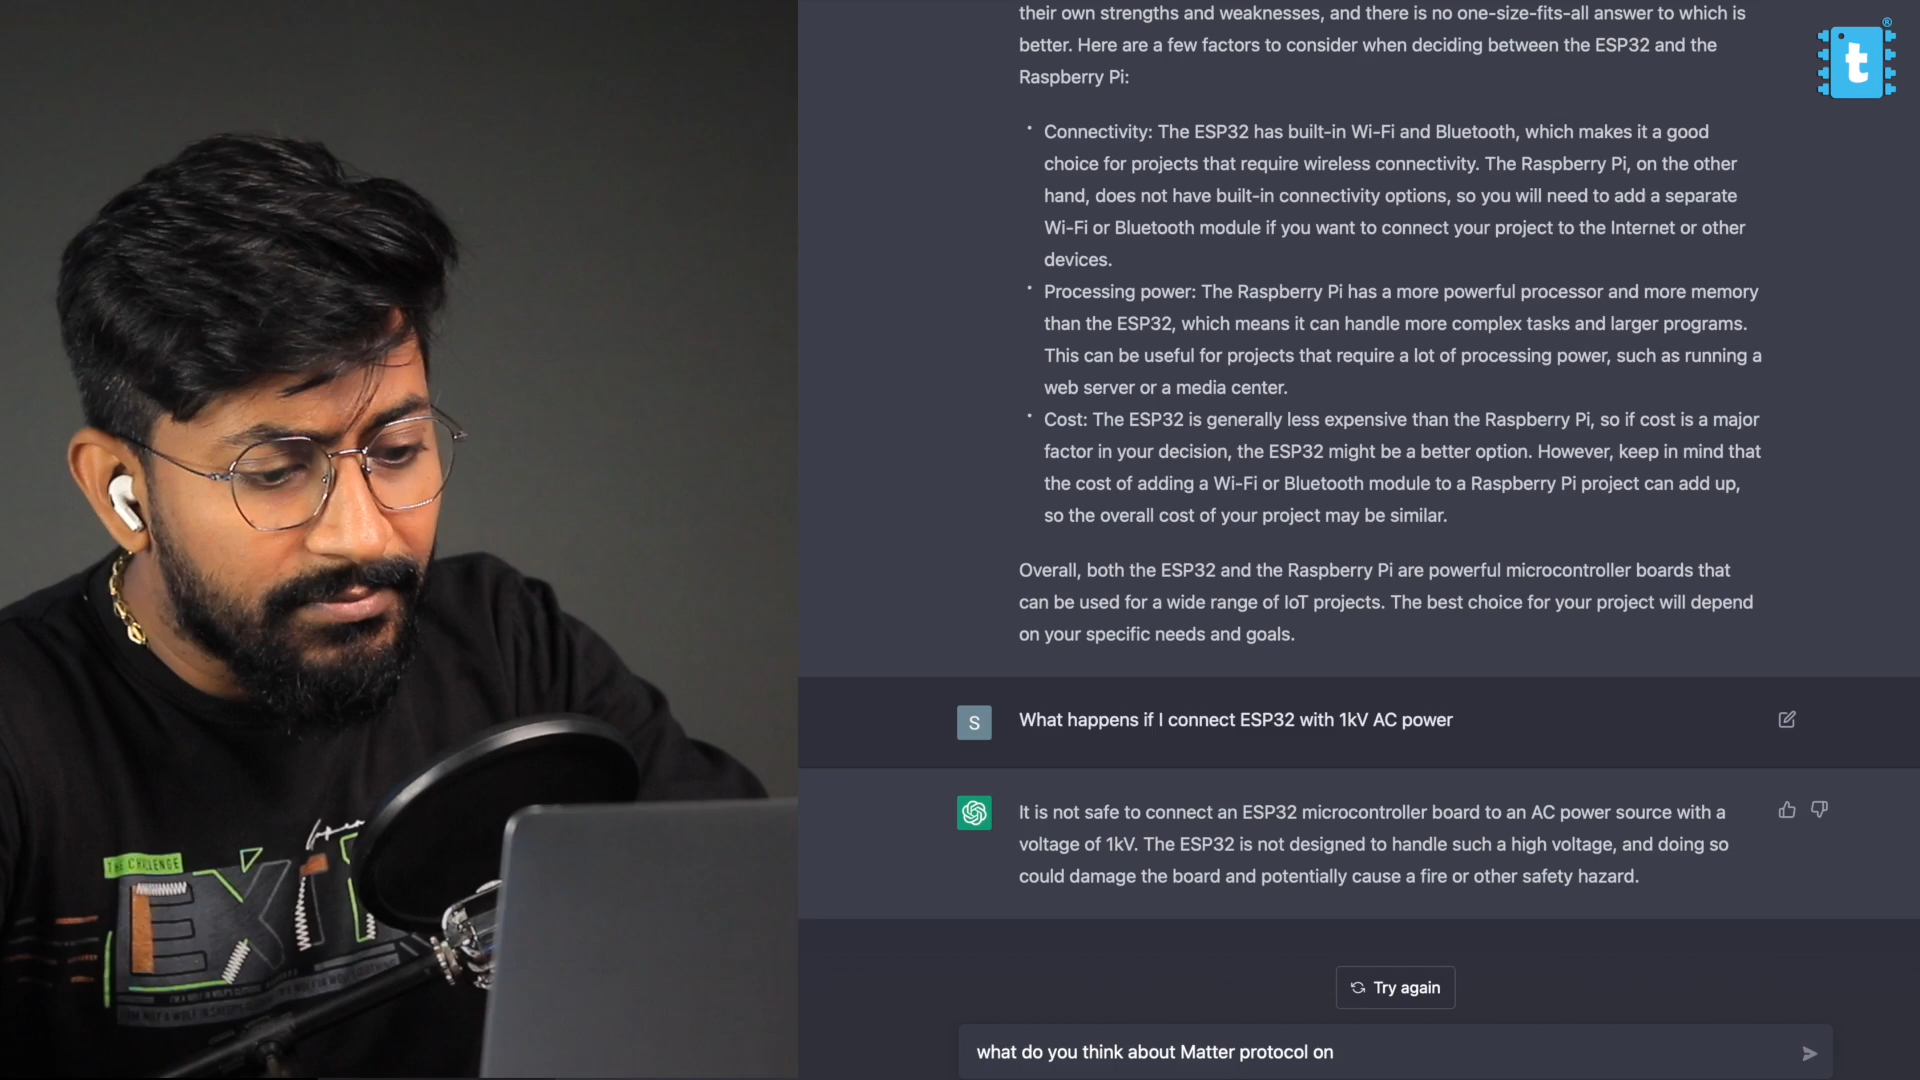 their own strengths and weaknesses, and there is no one-size-fits-all answer to which is
better. Here are a few factors to consider when deciding between the ESP32 and the
Raspberry Pi:
• Connectivity: The ESP32 has built-in Wi-Fi and Bluetooth, which makes it a good
choice for projects that require wireless connectivity. The Raspberry Pi, on the other
hand, does not have built-in connectivity options, so you will need to add a separate
Wi-Fi or Bluetooth module if you want to connect your project to the Internet or other
devices.
• Processing power: The Raspberry Pi has a more powerful processor and more memory
than the ESP32, which means it can handle more complex tasks and larger programs.
This can be useful for projects that require a lot of processing power, such as running a
web server or a media center.
• Cost: The ESP32 is generally less expensive than the Raspberry Pi, so if cost is a major
factor in your decision, the ESP32 might be a better option. However, keep in mind that
the cost of adding a Wi-Fi or Bluetooth module to a Raspberry Pi project can add up,
so the overall cost of your project may be similar.
Overall, both the ESP32 and the Raspberry Pi are powerful microcontroller boards that
can be used for a wide range of IoT projects. The best choice for your project will depend
on your specific needs and goals.
S
What happens if I connect ESP32 with 1kV AC power
It is not safe to connect an ESP32 microcontroller board to an AC power source with a
voltage of 1kV. The ESP32 is not designed to handle such a high voltage, and doing so
could damage the board and potentially cause a fire or other safety hazard.
Try again
what do you think about Matter protocol on
t
®
THE CHALLENGE
EXIT